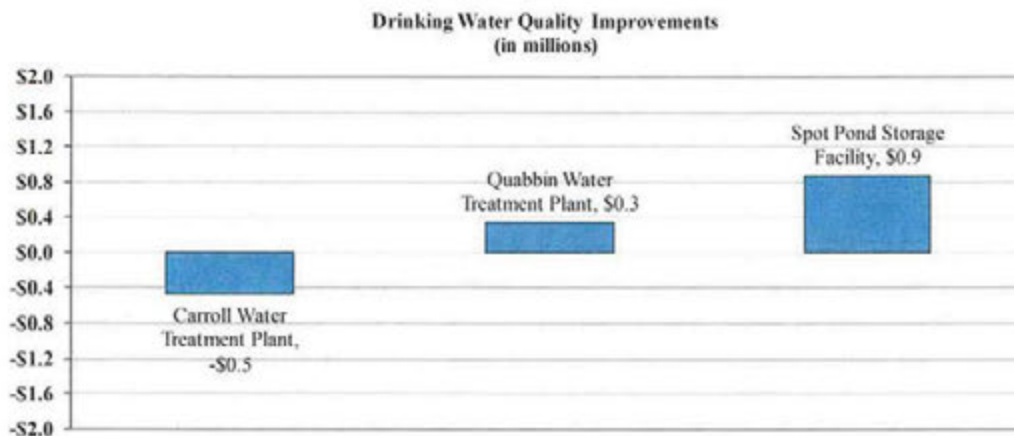 Drinking Water Quality Improvements
(in millions)
$2.0
$1.6
$1.2
$0.8
$0.4
$0.0
-$0.4
-$0.8
-$1.2
-$1.6
-$2.0
Carroll Water
Treatment Plant,
-$0.5
Quabbin Water
Treatment Plant, $0.3
Spot Pond Storage
Facility, $0.9